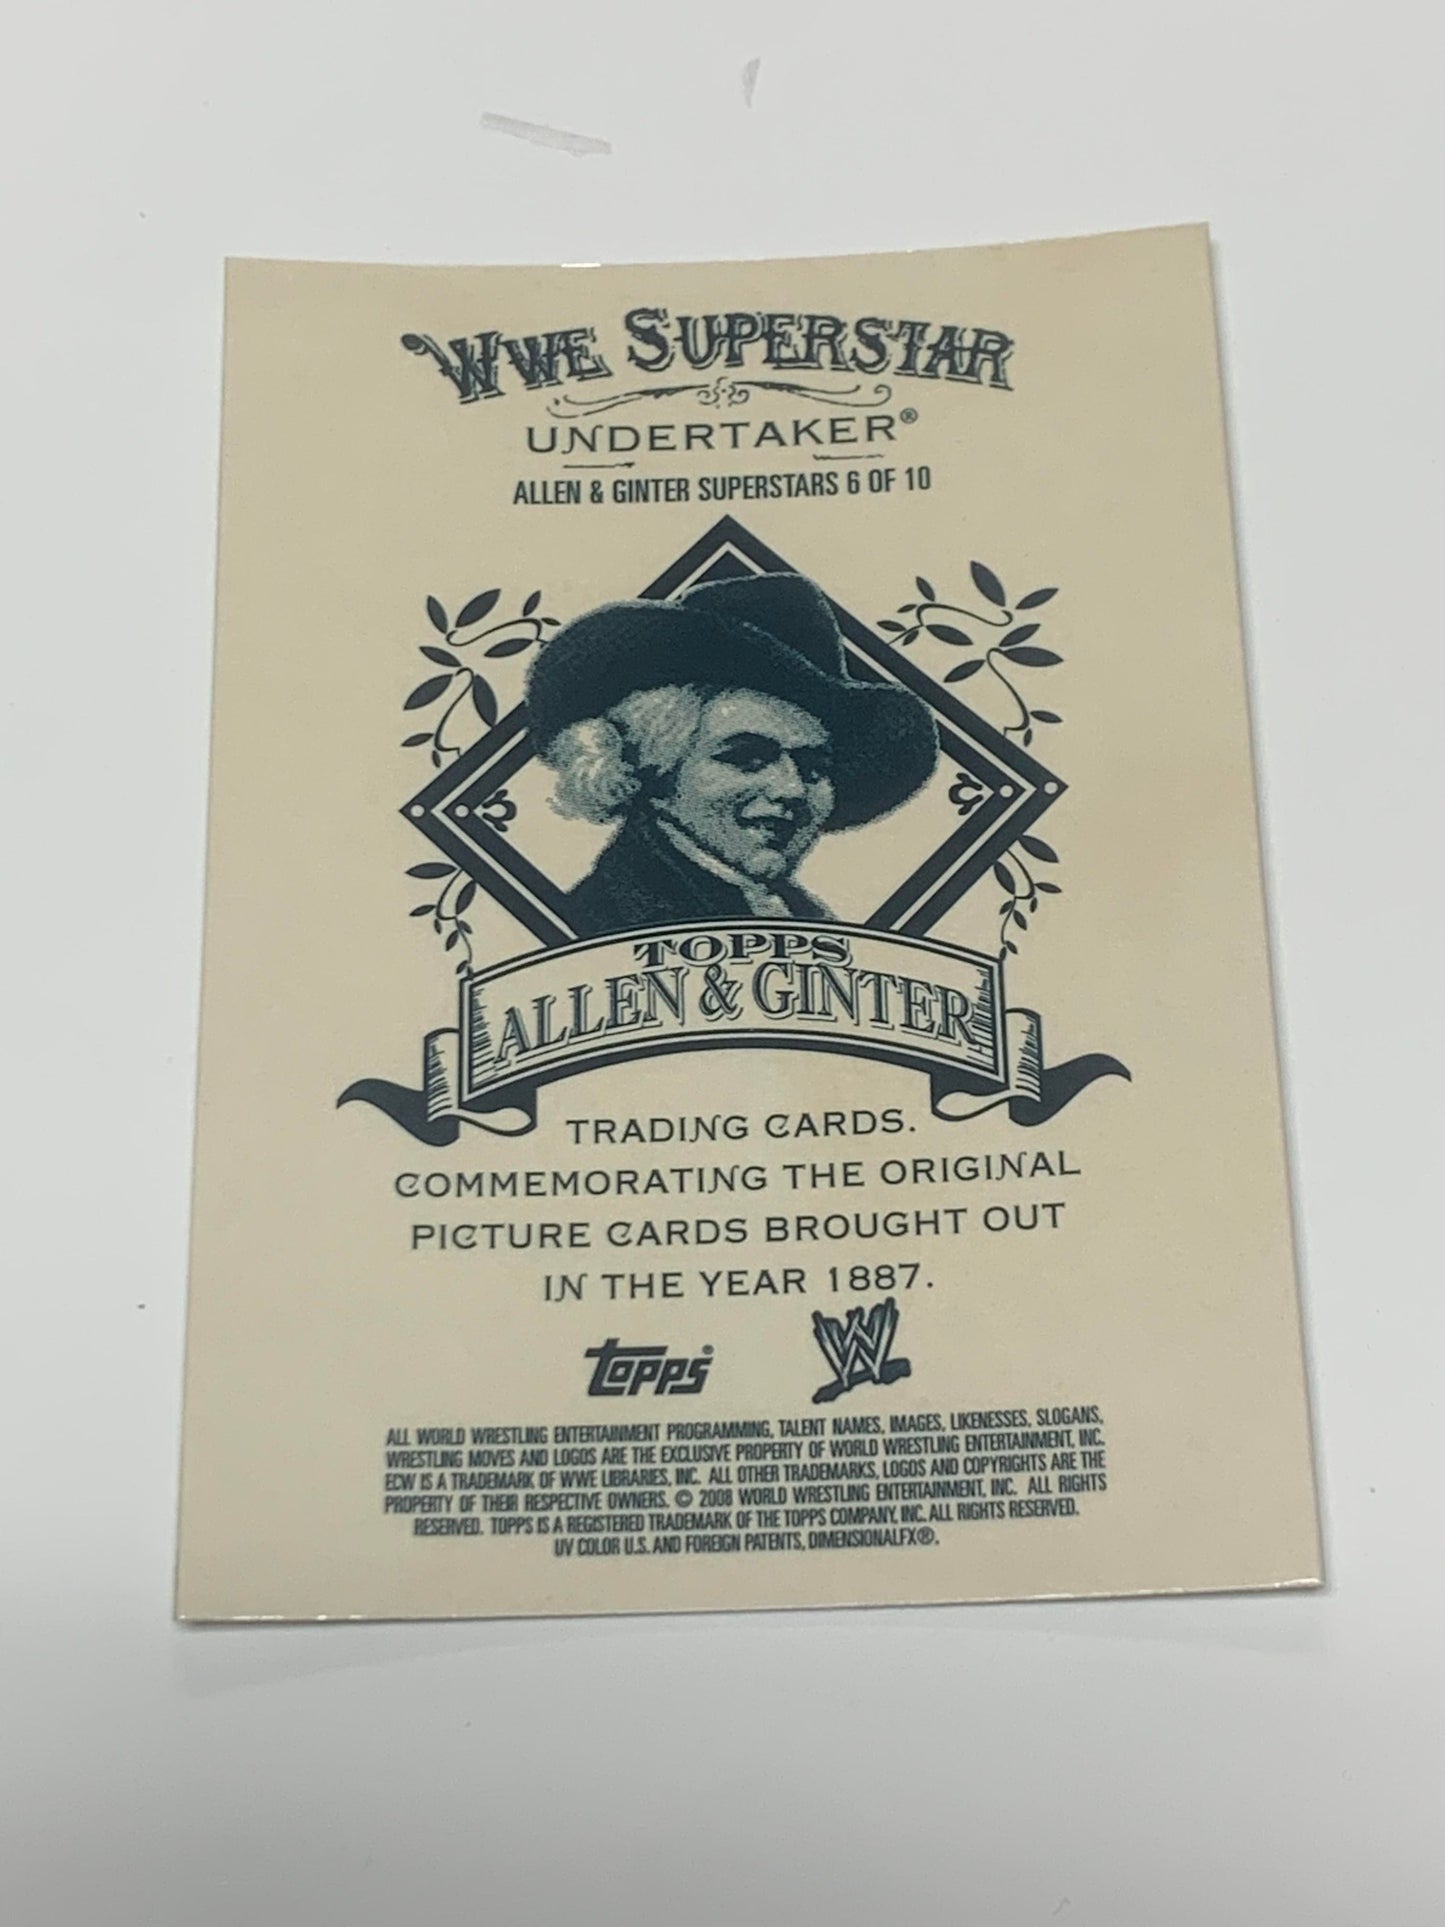 WWE SUPERSTAR
UNDERTAKER®
ALLEN & GINTER SUPERSTARS 6 OF 10
TOPPS
ALLEN & GINTER
TRADING CARDS.
COMMEMORATING THE ORIGINAL
PICTURE CARDS BROUGHT OUT
IN THE YEAR 1887.
topps® W
ALL WORLD WRESTLING ENTERTAINMENT PROGRAMMING, TALENT NAMES, IMAGES, LIKENESSES, SLOGANS,
WRESTLING MOVES AND LOGOS ARE THE EXCLUSIVE PROPERTY OF WORLD WRESTLING ENTERTAINMENT, INC.
ECW IS A TRADEMARK OF WWE LIBRARIES, INC. ALL OTHER TRADEMARKS, LOGOS AND COPYRIGHTS ARE THE
PROPERTY OF THEIR RESPECTIVE OWNERS. © 2008 WORLD WRESTLING ENTERTAINMENT, INC. ALL RIGHTS
RESERVED. TOPPS IS A REGISTERED TRADEMARK OF THE TOPPS COMPANY, INC. ALL RIGHTS RESERVED.
UV COLOR U.S. AND FOREIGN PATENTS, DIMENSIONALFX®.